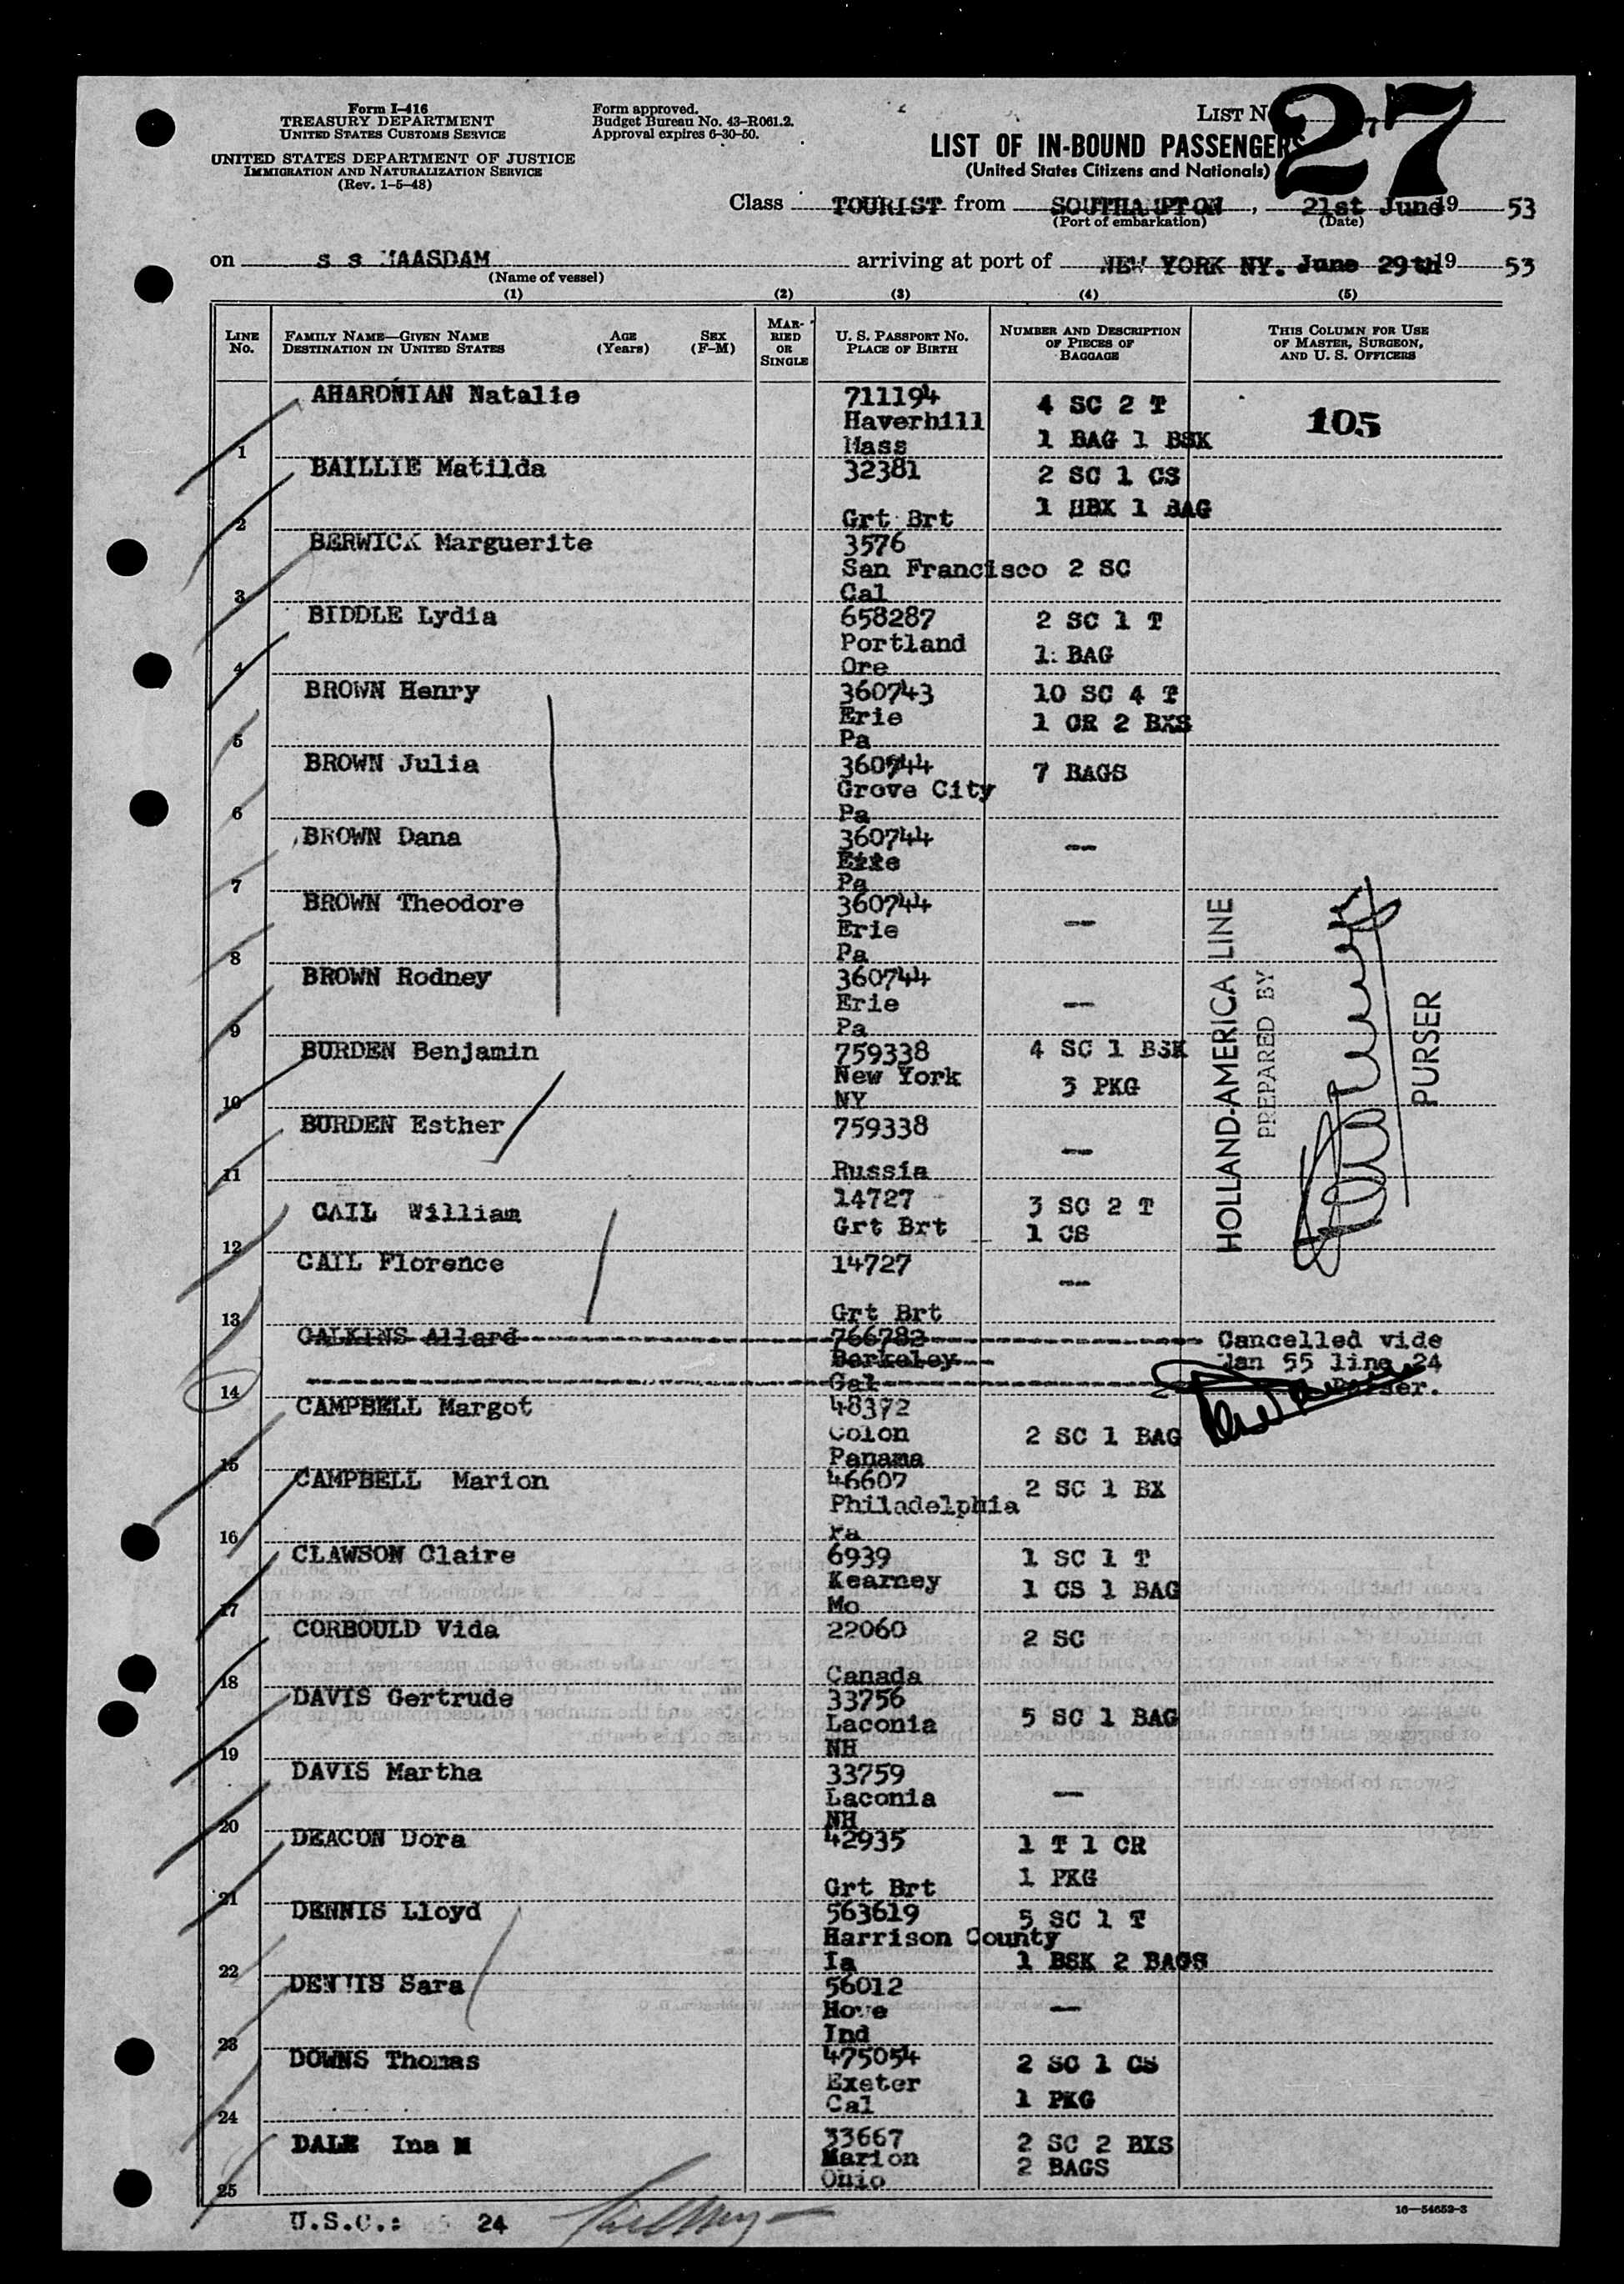 Form I-416
TREASURY DEPARTMENT
UNITED STATES CUSTOMS SERVICE
UNITED STATES DEPARTMENT OF JUSTICE
IMMIGRATION AND NATURALIZATION SERVICE
(Rev. 1-5-48)
Form approved.
Budget Bureau No. 43-R061.2.
Approval expires 6-30-50.
LIST N
27
LIST OF IN-BOUND PASSENGERS
(United States Citizens and Nationals)
Class TOURIST from SOUTHAMPTON, 21st June 19 53
(Port of embarkation) (Date)
on s s MAASDAM arriving at port of NEW YORK NY. June 29th 19 53
(Name of vessel)
(1) (2) (3) (4) (5)
LINE No. FAMILY NAME—GIVEN NAME DESTINATION IN UNITED STATES AGE (Years) SEX (F-M) MARRIED OR SINGLE U. S. PASSPORT NO. PLACE OF BIRTH NUMBER AND DESCRIPTION OF PIECES OF BAGGAGE THIS COLUMN FOR USE OF MASTER, SURGEON, AND U. S. OFFICERS
AHARONIAN Natalie 711194 4 SC 2 T 105
Haverhill
1 Mass 1 BAG 1 BSK
BAILLIE Matilda 32381 2 SC 1 CS
2 Grt Brt 1 HBX 1 BAG
BERWICK Marguerite 3576
San Francisco 2 SC
3 Cal
BIDDLE Lydia 658287 2 SC 1 T
Portland 1 BAG
4 Ore
BROWN Henry 360743 10 SC 4 T
Erie 1 CR 2 BXS
5 Pa
BROWN Julia 360744 7 BAGS
Grove City
6 Pa
BROWN Dana 360744 —
Erie
7 Pa
BROWN Theodore 360744 —
Erie
8 Pa
BROWN Rodney 360744 —
Erie
9 Pa
BURDEN Benjamin 759338 4 SC 1 BSK
New York 3 PKG
10 NY
BURDEN Esther 759338 —
11 Russia
CAIL William 14727 3 SC 2 T
12 Grt Brt 1 CS
CAIL Florence 14727 —
13 Grt Brt
CALKINS Allard 766782 Cancelled vide
Berkeley Man 55 line 24
14 Cal Purser.
CAMPBELL Margot 48372
Colon 2 SC 1 BAG
15 Panama
CAMPBELL Marion 46607 2 SC 1 BX
Philadelphia
16 Pa
CLAWSON Claire 6939 1 SC 1 T
Kearney 1 CS 1 BAG
17 Mo
CORBOULD Vida 22060 2 SC
18 Canada
DAVIS Gertrude 33756
Laconia 5 SC 1 BAG
19 NH
DAVIS Martha 33759
Laconia —
20 NH
DEACON Dora 42935 1 T 1 CR
21 Grt Brt 1 PKG
DENNIS Lloyd 563619 5 SC 1 T
Harrison County
22 Ia 1 BSK 2 BAGS
DENNIS Sara 56012
Howe —
23 Ind
DOWNS Thomas 475054 2 SC 1 CS
Exeter 1 PKG
24 Cal
DALE Ina M 33667 2 SC 2 BXS
Marion 2 BAGS
25 Ohio
HOLLAND-AMERICA LINE
PREPARED BY
PURSER
U.S.C.: 24
16—54652-3